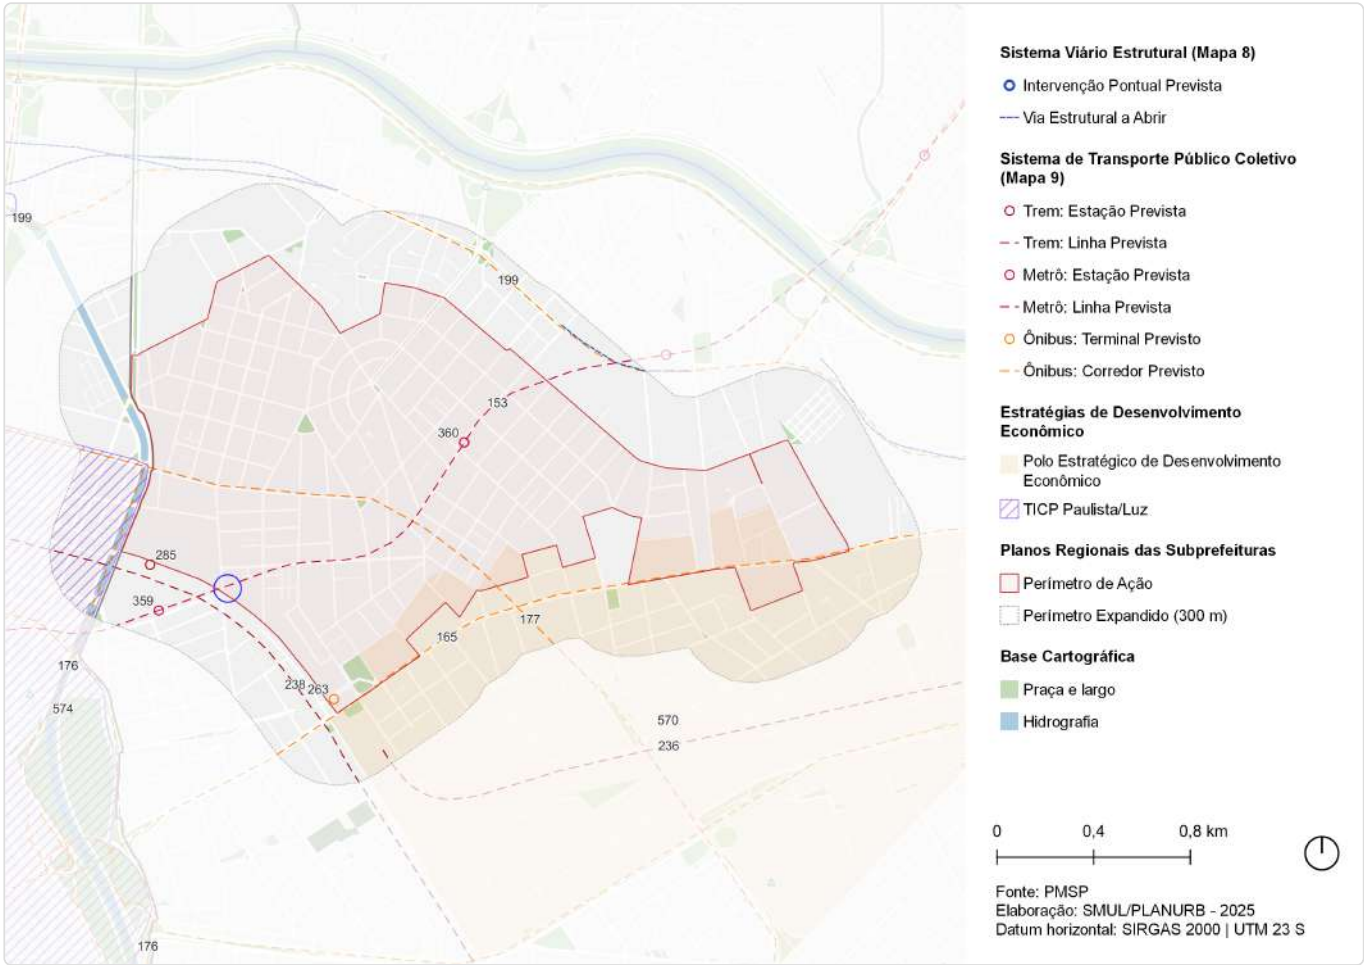 199
199
153
360
285
359
177
165
238 263
176
574
570
236
176
Sistema Viário Estrutural (Mapa 8)
Intervenção Pontual Prevista
Via Estrutural a Abrir
Sistema de Transporte Público Coletivo
(Mapa 9)
Trem: Estação Prevista
Trem: Linha Prevista
Metrô: Estação Prevista
Metrô: Linha Prevista
Ônibus: Terminal Previsto
Ônibus: Corredor Previsto
Estratégias de Desenvolvimento
Econômico
Polo Estratégico de Desenvolvimento
Econômico
TICP Paulista/Luz
Planos Regionais das Subprefeituras
Perímetro de Ação
Perímetro Expandido (300 m)
Base Cartográfica
Praça e largo
Hidrografia
0 0,4 0,8 km
Fonte: PMSP
Elaboração: SMUL/PLANURB - 2025
Datum horizontal: SIRGAS 2000 | UTM 23 S